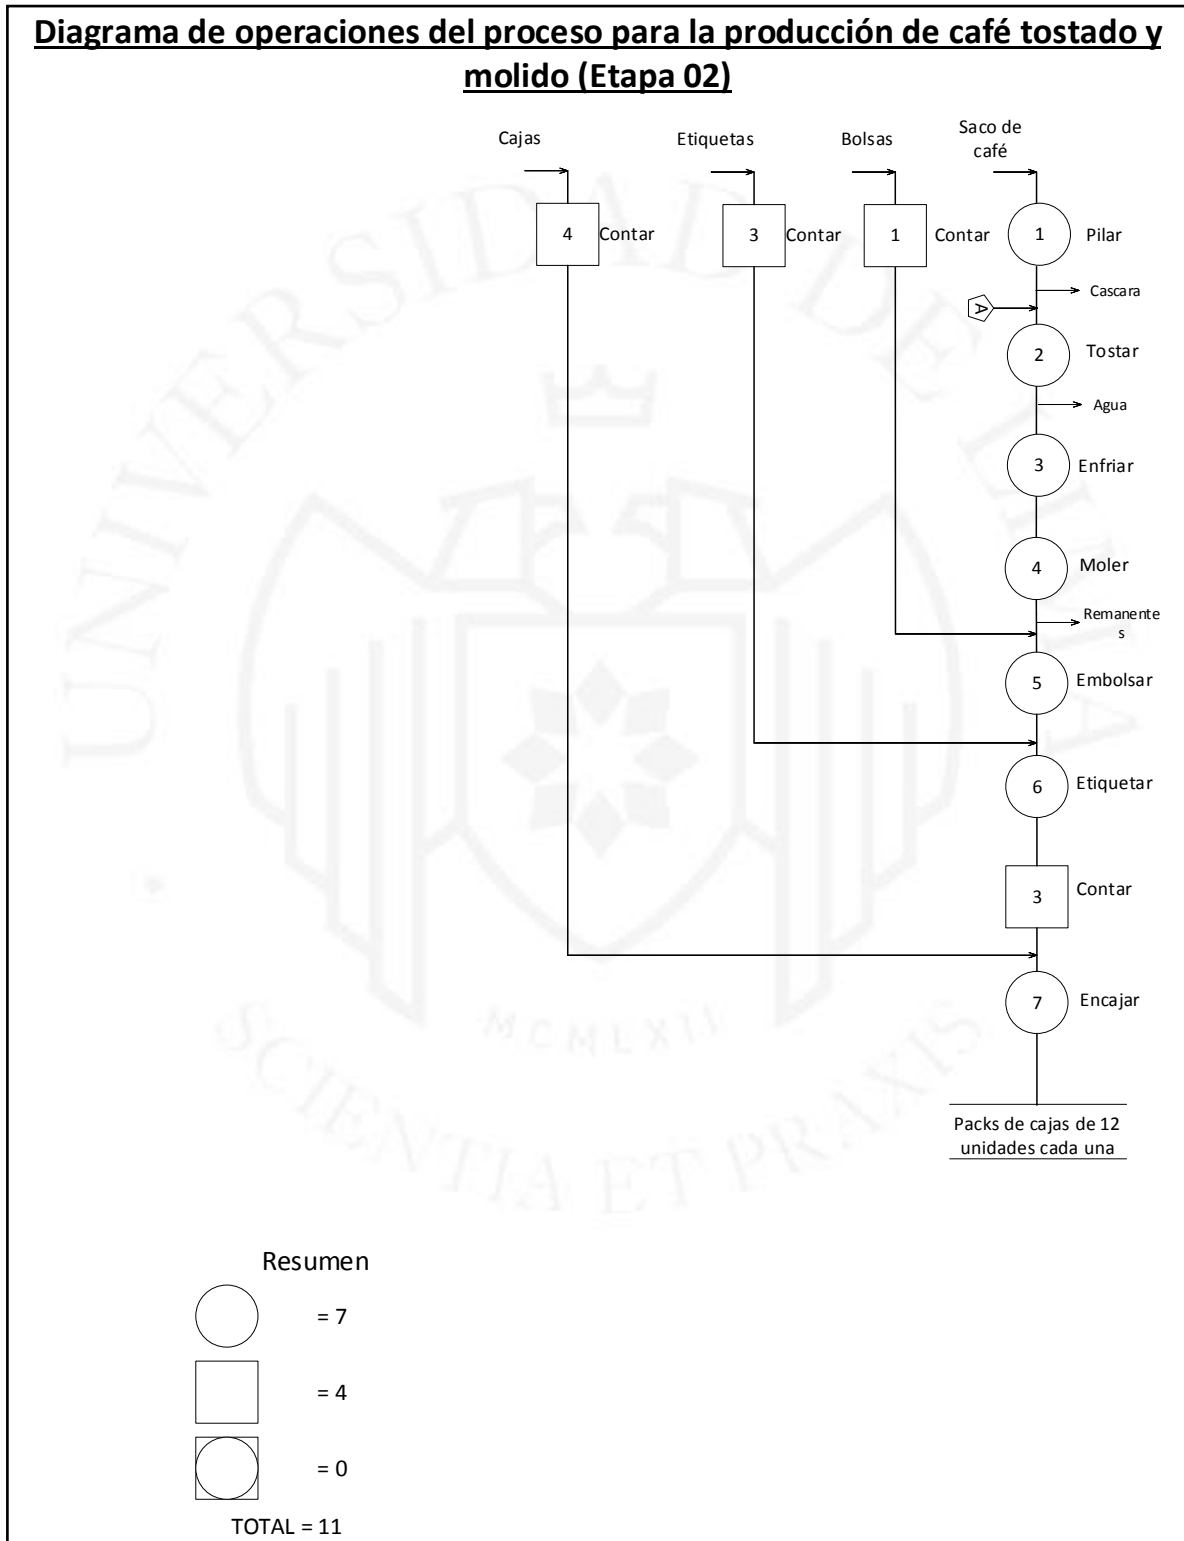 Diagrama de operaciones del proceso para la producción de café tostado y
molido (Etapa 02)
Cajas
Etiquetas
Bolsas
Saco de
café
4
Contar
3
Contar
1
Contar
1
Pilar
Cascara
A
2
Tostar
Agua
3
Enfriar
4
Moler
Remanente
s
5
Embolsar
6
Etiquetar
3
Contar
7
Encajar
Packs de cajas de 12
unidades cada una
Resumen
= 7
= 4
= 0
TOTAL = 11
UNIVERSIDAD DE LIMA
MCMLXII
SCIENTIA ET PRAXIS